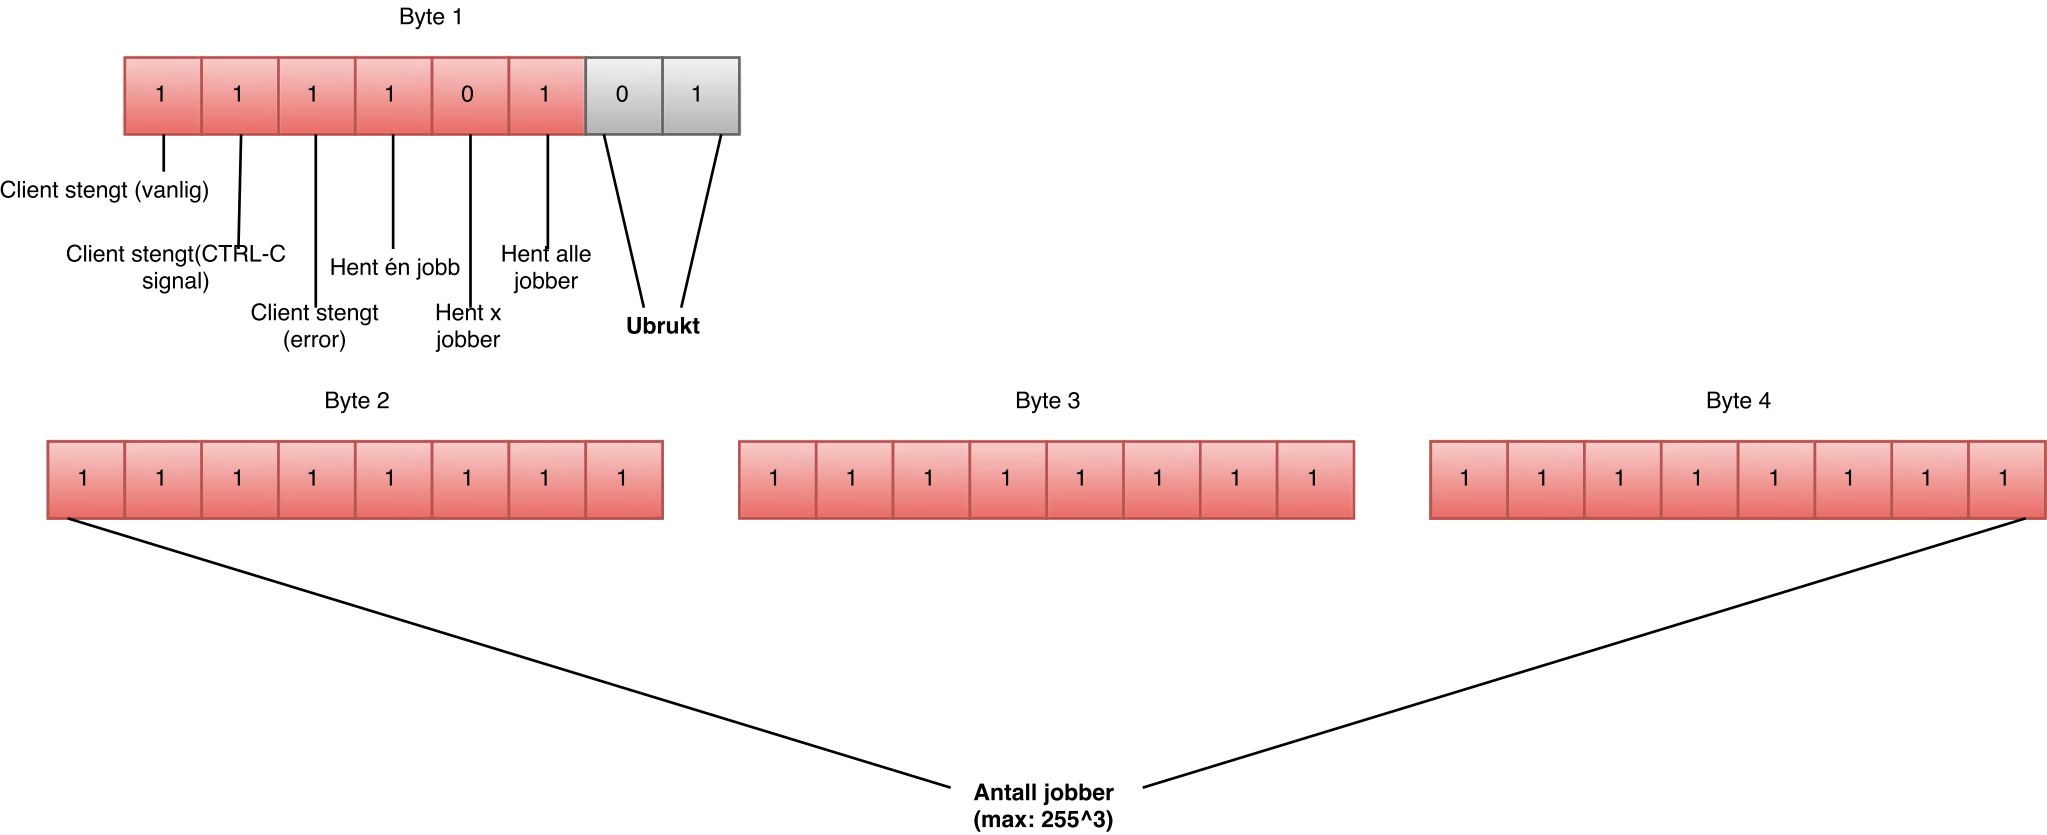 Byte 1
1 1 1 1 0 1 0 1
Client stengt (vanlig)
Client stengt(CTRL-C
signal)
Client stengt
(error)
Hent én jobb
Hent x
jobber
Hent alle
jobber
Ubrukt
Byte 2
1 1 1 1 1 1 1 1
Byte 3
1 1 1 1 1 1 1 1
Byte 4
1 1 1 1 1 1 1 1
Antall jobber
(max: 255^3)